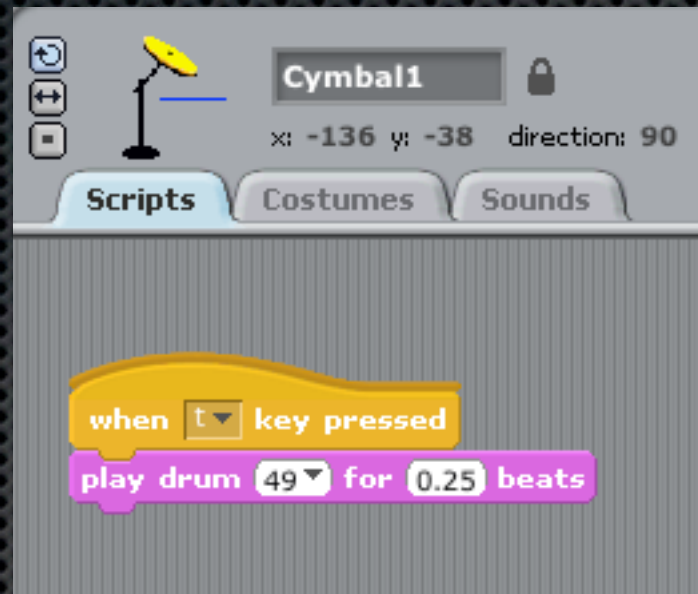 Cymbal1
x: -136 y: -38 direction: 90
Scripts Costumes Sounds
when t key pressed
play drum 49 for 0.25 beats